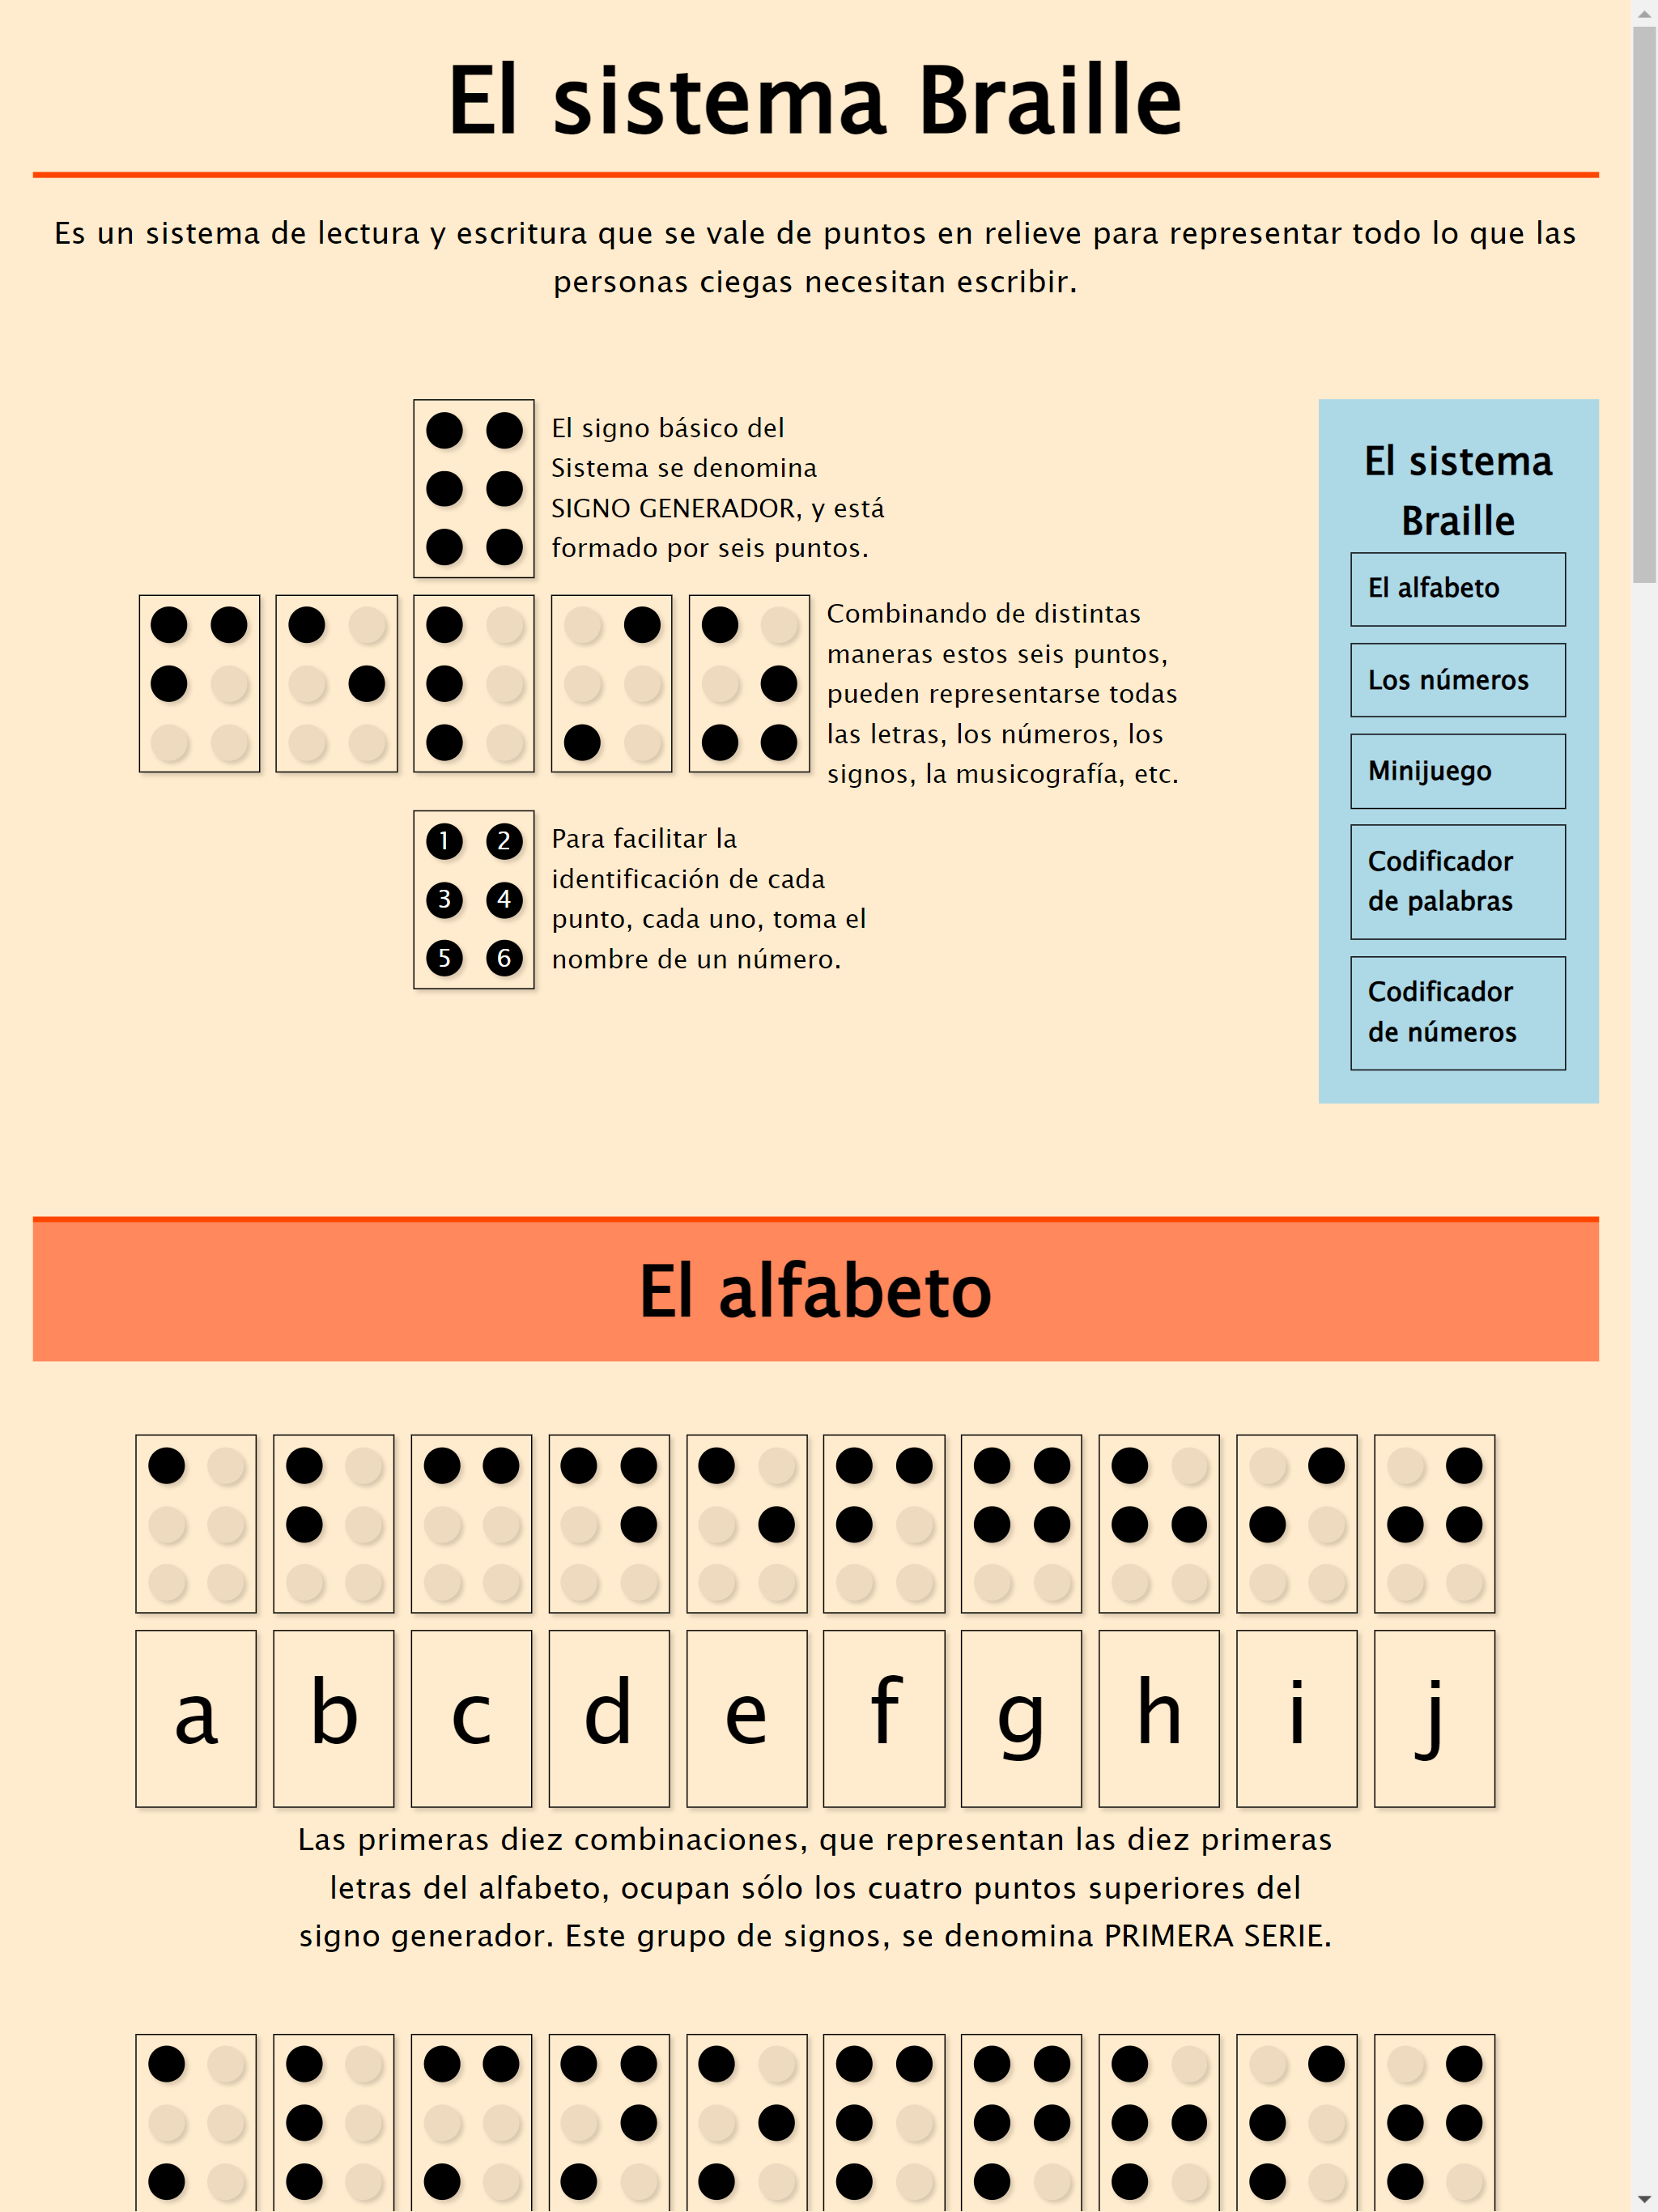 El sistema Braille
Es un sistema de lectura y escritura que se vale de puntos en relieve para representar todo lo que las
personas ciegas necesitan escribir.
El signo básico del
Sistema se denomina
SIGNO GENERADOR, y está
formado por seis puntos.
Combinando de distintas
maneras estos seis puntos,
pueden representarse todas
las letras, los números, los
signos, la musicografía, etc.
1 2
3 4
5 6
Para facilitar la
identificación de cada
punto, cada uno, toma el
nombre de un número.
El sistema
Braille
El alfabeto
Los números
Minijuego
Codificador
de palabras
Codificador
de números
El alfabeto
a b c d e f g h i j
Las primeras diez combinaciones, que representan las diez primeras
letras del alfabeto, ocupan sólo los cuatro puntos superiores del
signo generador. Este grupo de signos, se denomina PRIMERA SERIE.